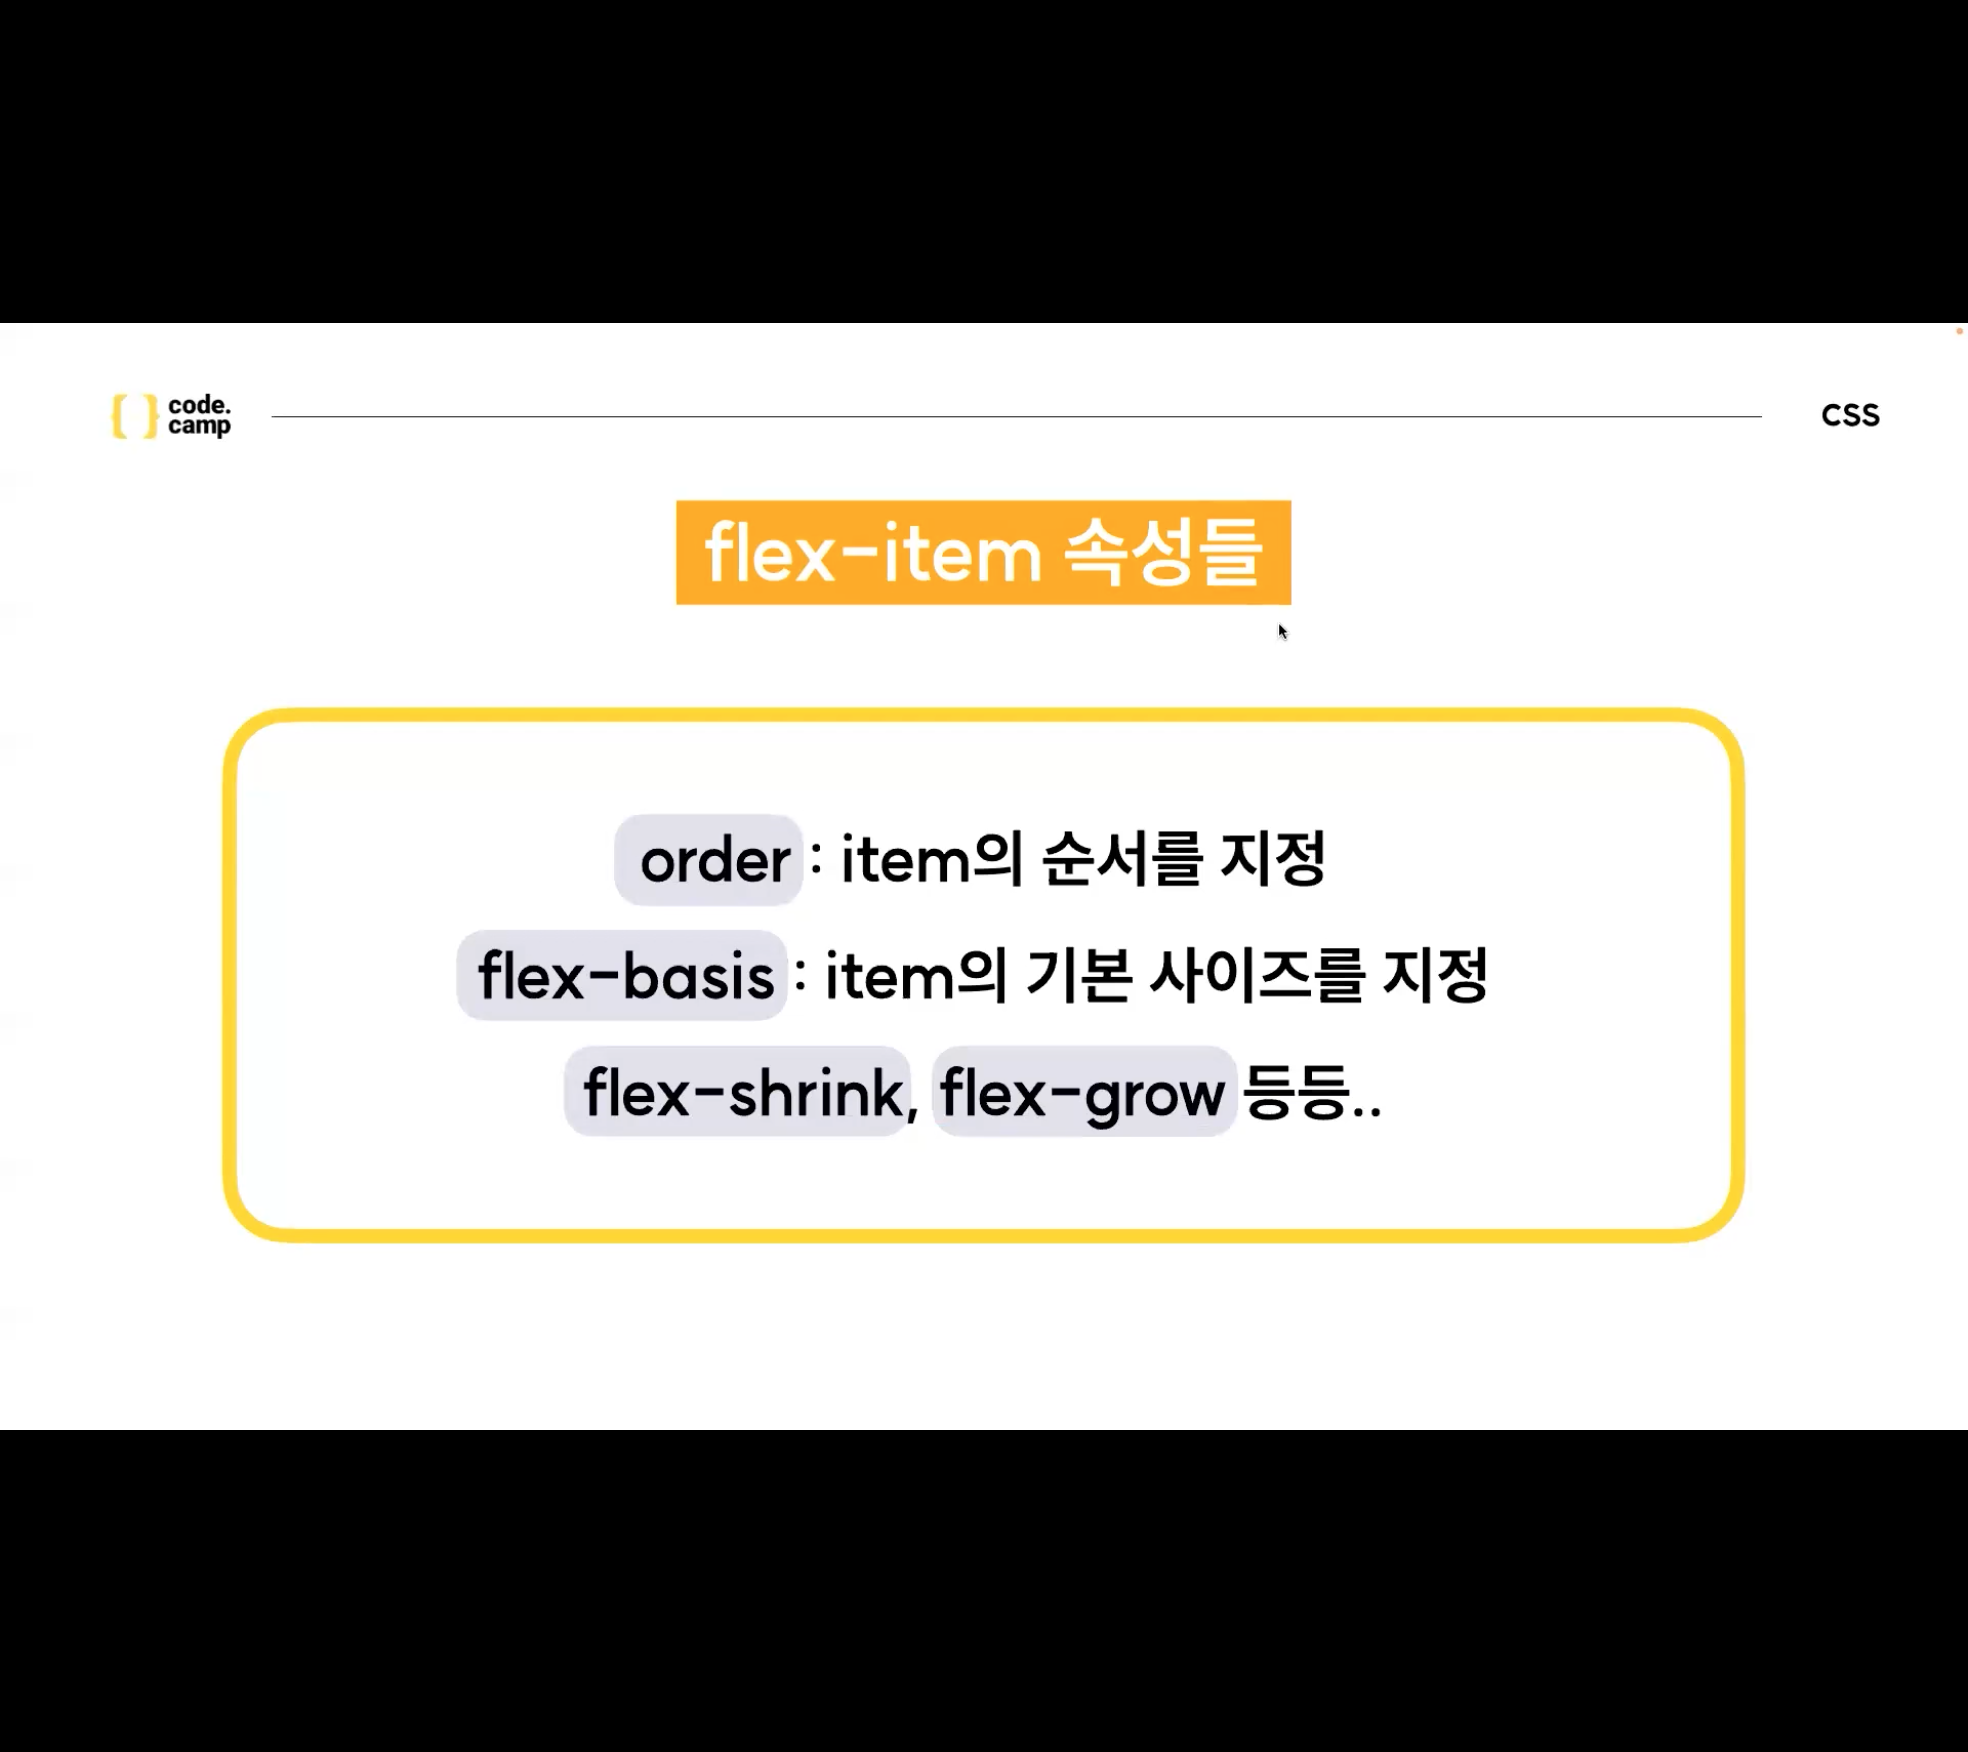 code.
camp
CSS
flex-item 속성들
order : item의 순서를 지정
flex-basis : item의 기본 사이즈를 지정
flex-shrink, flex-grow 등등..